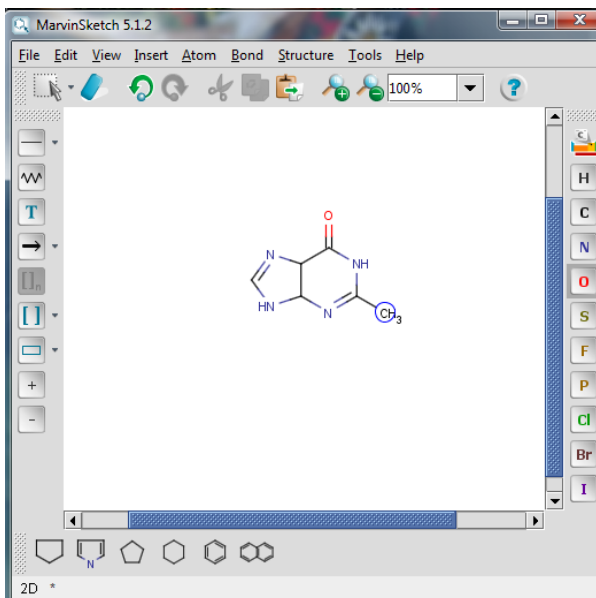 MarvinSketch 5.1.2
File Edit View Insert Atom Bond Structure Tools Help
100% ?
T
[ ]n
[ ]
+
-
O
N NH
HN N CH3
C
H
C
N
O
S
F
P
Cl
Br
I
N
2D *